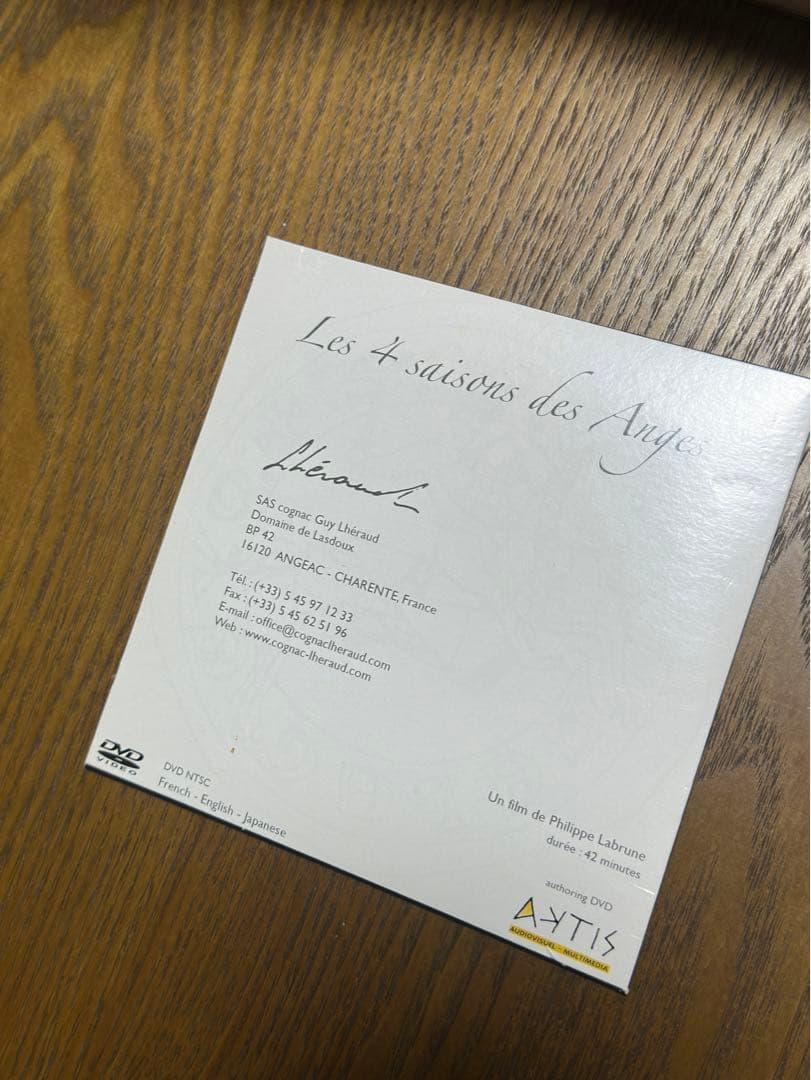 Les 4 saisons des Anges
Lhéraud
SAS cognac Guy Lhéraud
Domaine de Lasdoux
BP 42
16120 ANGEAC - CHARENTE, France
Tél. : (+33) 5 45 97 12 33
Fax : (+33) 5 45 62 51 96
E-mail : office@cognaclheraud.com
Web : www.cognac-lheraud.com
DVD
VIDEO
DVD NTSC
French - English - Japanese
Un film de Philippe Labrune
durée : 42 minutes
authoring DVD
AKTIS
AUDIOVISUEL - MULTIMEDIA